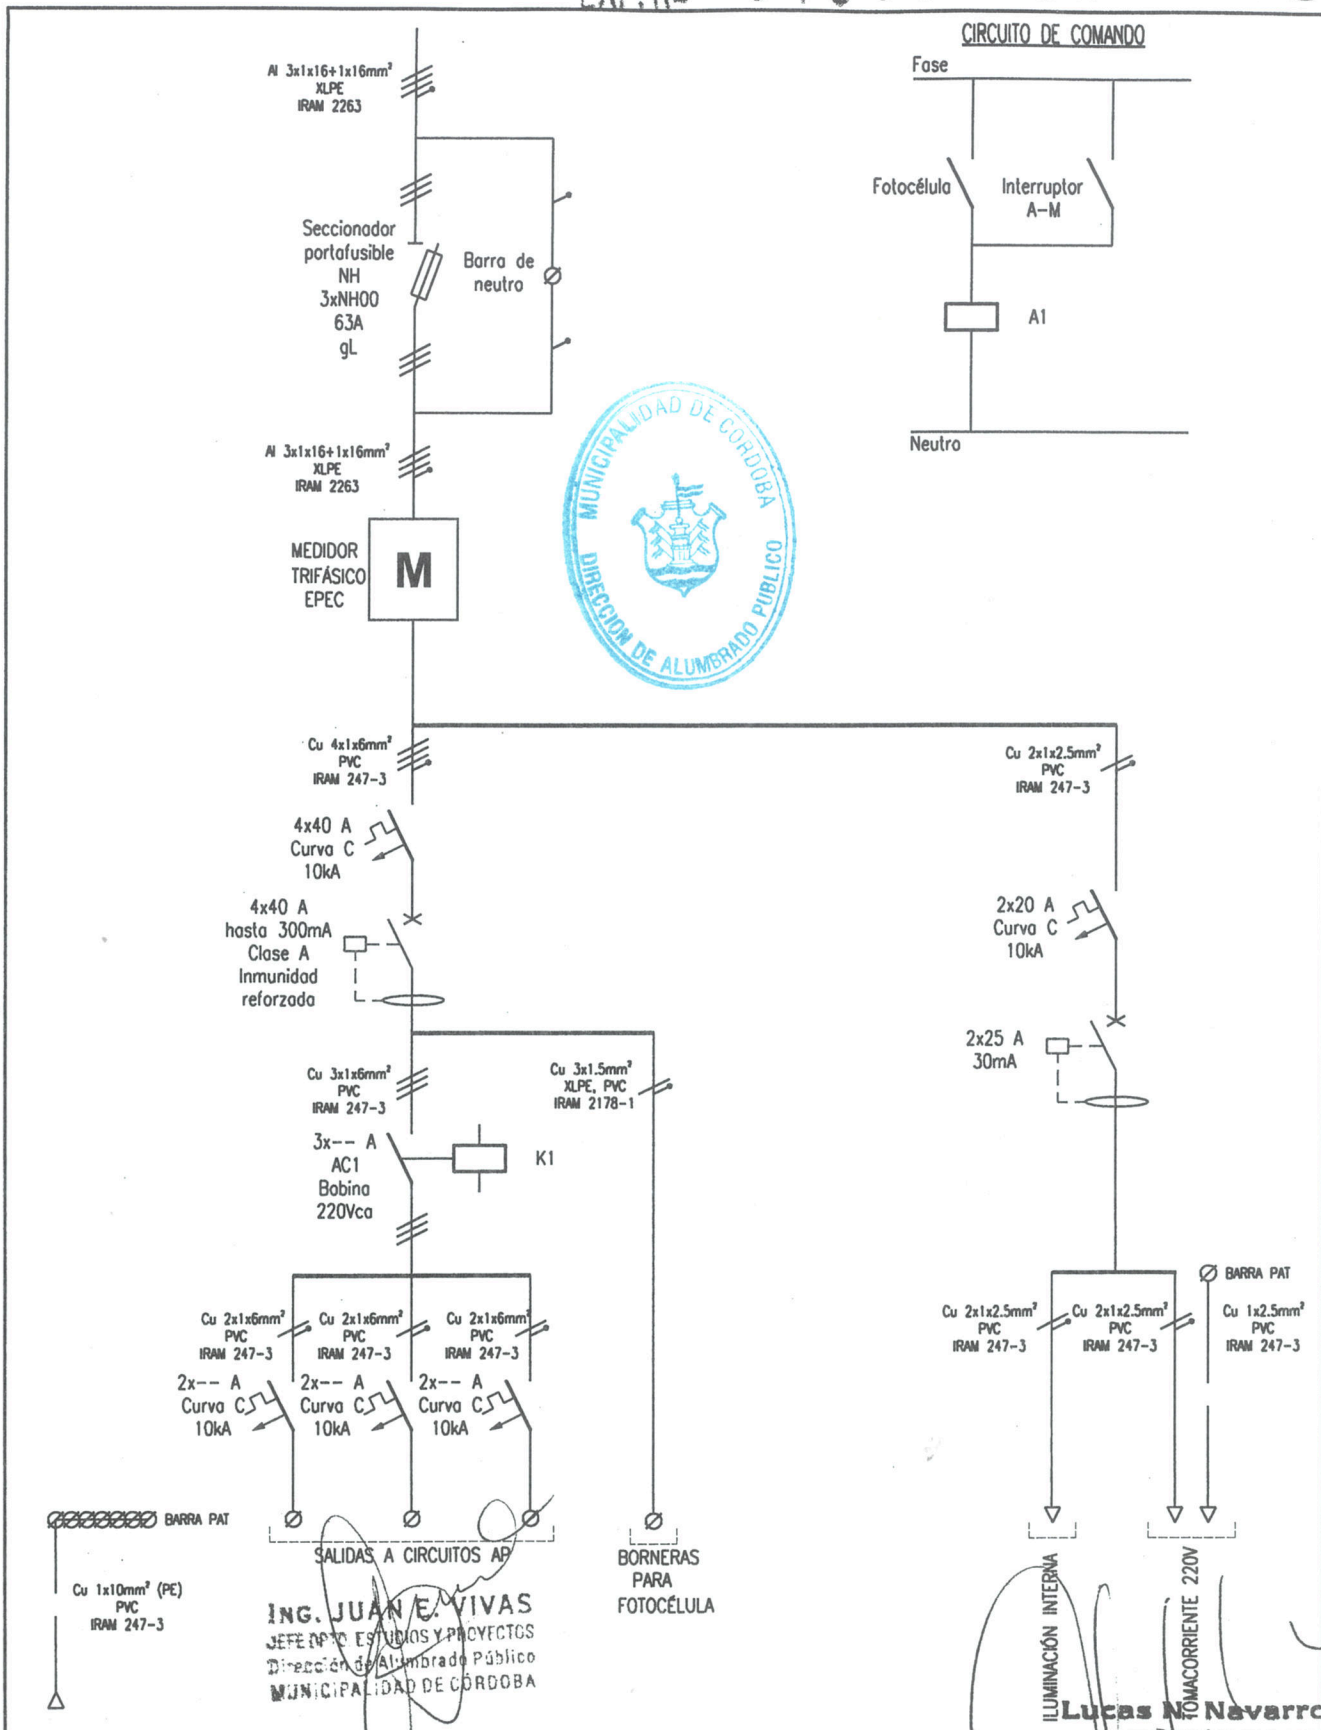 CIRCUITO DE COMANDO
Fase
Fotocélula
Interruptor
A-M
A1
Neutro
Al 3x1x16+1x16mm²
XLPE
IRAM 2263
Seccionador
portafusible
NH
3xNH00
63A
gL
Barra de
neutro
Al 3x1x16+1x16mm²
XLPE
IRAM 2263
MUNICIPALIDAD DE CORDOBA
DIRECCION DE ALUMBRADO PUBLICO
MEDIDOR
TRIFÁSICO
EPEC
M
Cu 4x1x6mm²
PVC
IRAM 247-3
Cu 2x1x2.5mm²
PVC
IRAM 247-3
4x40 A
Curva C
10kA
4x40 A
hasta 300mA
Clase A
Inmunidad
reforzada
2x20 A
Curva C
10kA
2x25 A
30mA
Cu 3x1x6mm²
PVC
IRAM 247-3
Cu 3x1.5mm²
XLPE, PVC
IRAM 2178-1
3x-- A
AC1
Bobina
220Vca
K1
Cu 2x1x6mm²
PVC
IRAM 247-3
Cu 2x1x6mm²
PVC
IRAM 247-3
Cu 2x1x6mm²
PVC
IRAM 247-3
2x-- A
Curva C
10kA
2x-- A
Curva C
10kA
2x-- A
Curva C
10kA
BARRA PAT
Cu 2x1x2.5mm²
PVC
IRAM 247-3
Cu 2x1x2.5mm²
PVC
IRAM 247-3
Cu 1x2.5mm²
PVC
IRAM 247-3
BARRA PAT
Cu 1x10mm² (PE)
PVC
IRAM 247-3
SALIDAS A CIRCUITOS AP
BORNERAS
PARA
FOTOCÉLULA
ILUMINACIÓN INTERNA
TOMACORRIENTE 220V
ING. JUAN E. VIVAS
JEFE DPTO ESTUDIOS Y PROYECTOS
Dirección de Alumbrado Público
MUNICIPALIDAD DE CÓRDOBA
Lucas N. Navarro